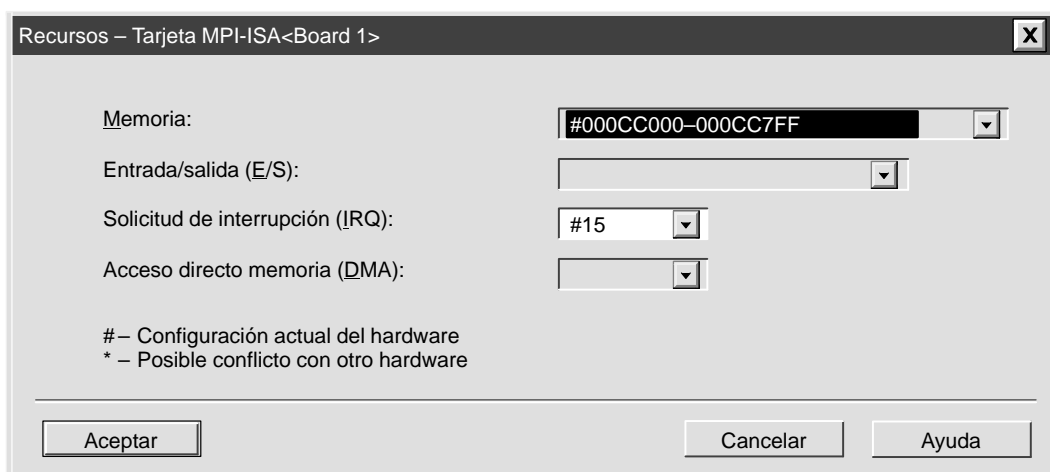 Recursos – Tarjeta MPI-ISA<Board 1>
X
Memoria: #000CC000–000CC7FF
Entrada/salida (E/S):
Solicitud de interrupción (IRQ): #15
Acceso directo memoria (DMA):
# – Configuración actual del hardware
* – Posible conflicto con otro hardware
Aceptar Cancelar Ayuda